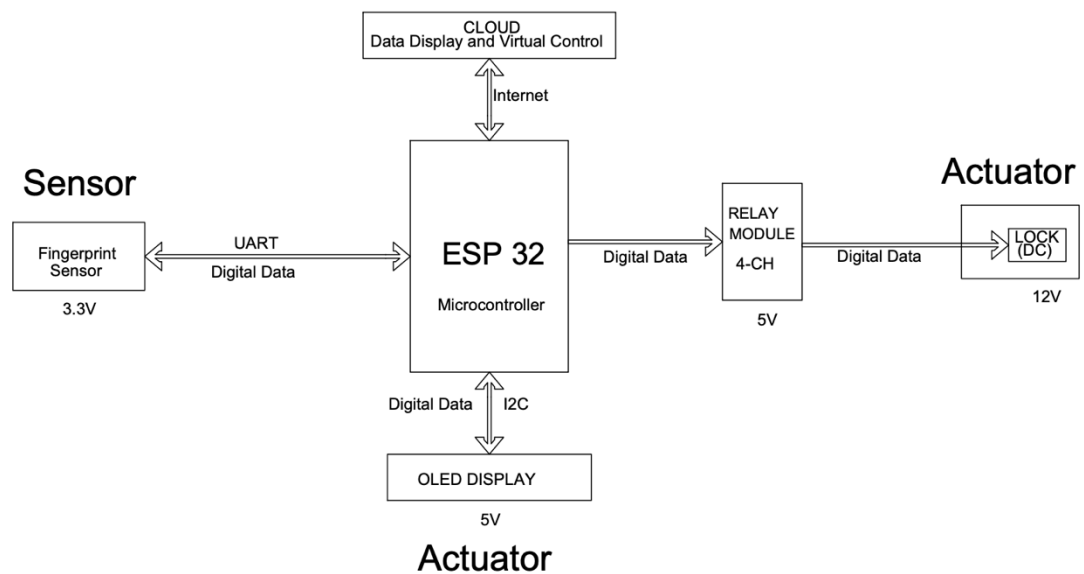 CLOUD
Data Display and Virtual Control
Internet
Sensor
Fingerprint
Sensor
3.3V
UART
Digital Data
ESP 32
Microcontroller
Digital Data
RELAY
MODULE
4-CH
5V
Digital Data
Actuator
LOCK
(DC)
12V
Digital Data I2C
OLED DISPLAY
5V
Actuator